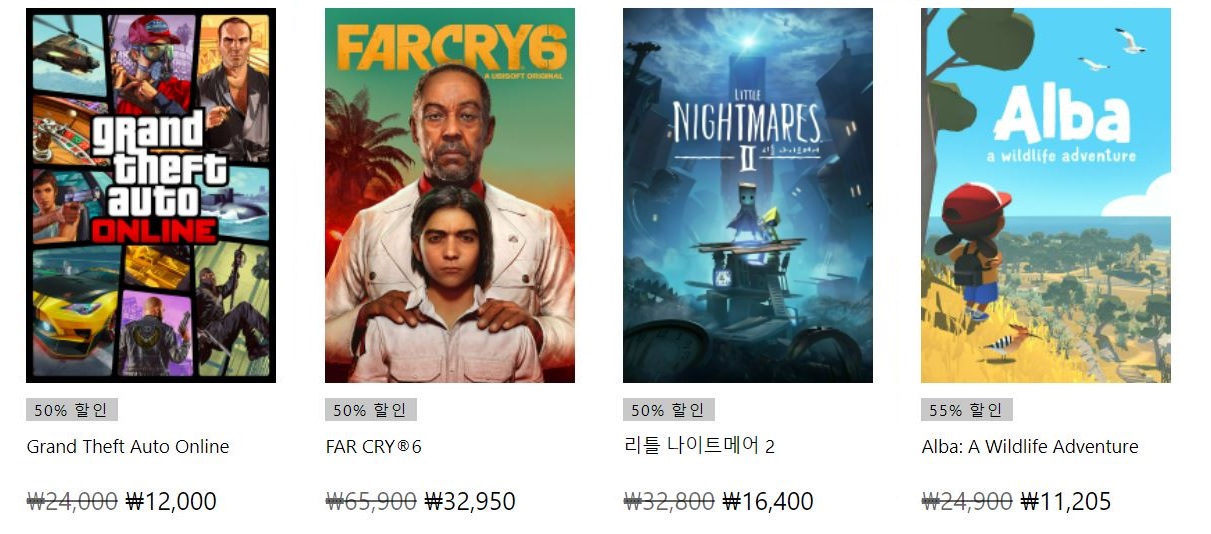 grand
theft
auto
ONLINE
50% 할인
Grand Theft Auto Online
₩24,000 ₩12,000
FARCRY6
A UBISOFT ORIGINAL
50% 할인
FAR CRY®6
₩65,900 ₩32,950
LITTLE
NIGHTMARES
II 리틀 나이트메어
50% 할인
리틀 나이트메어 2
₩32,800 ₩16,400
Alba
a wildlife adventure
55% 할인
Alba: A Wildlife Adventure
₩24,900 ₩11,205